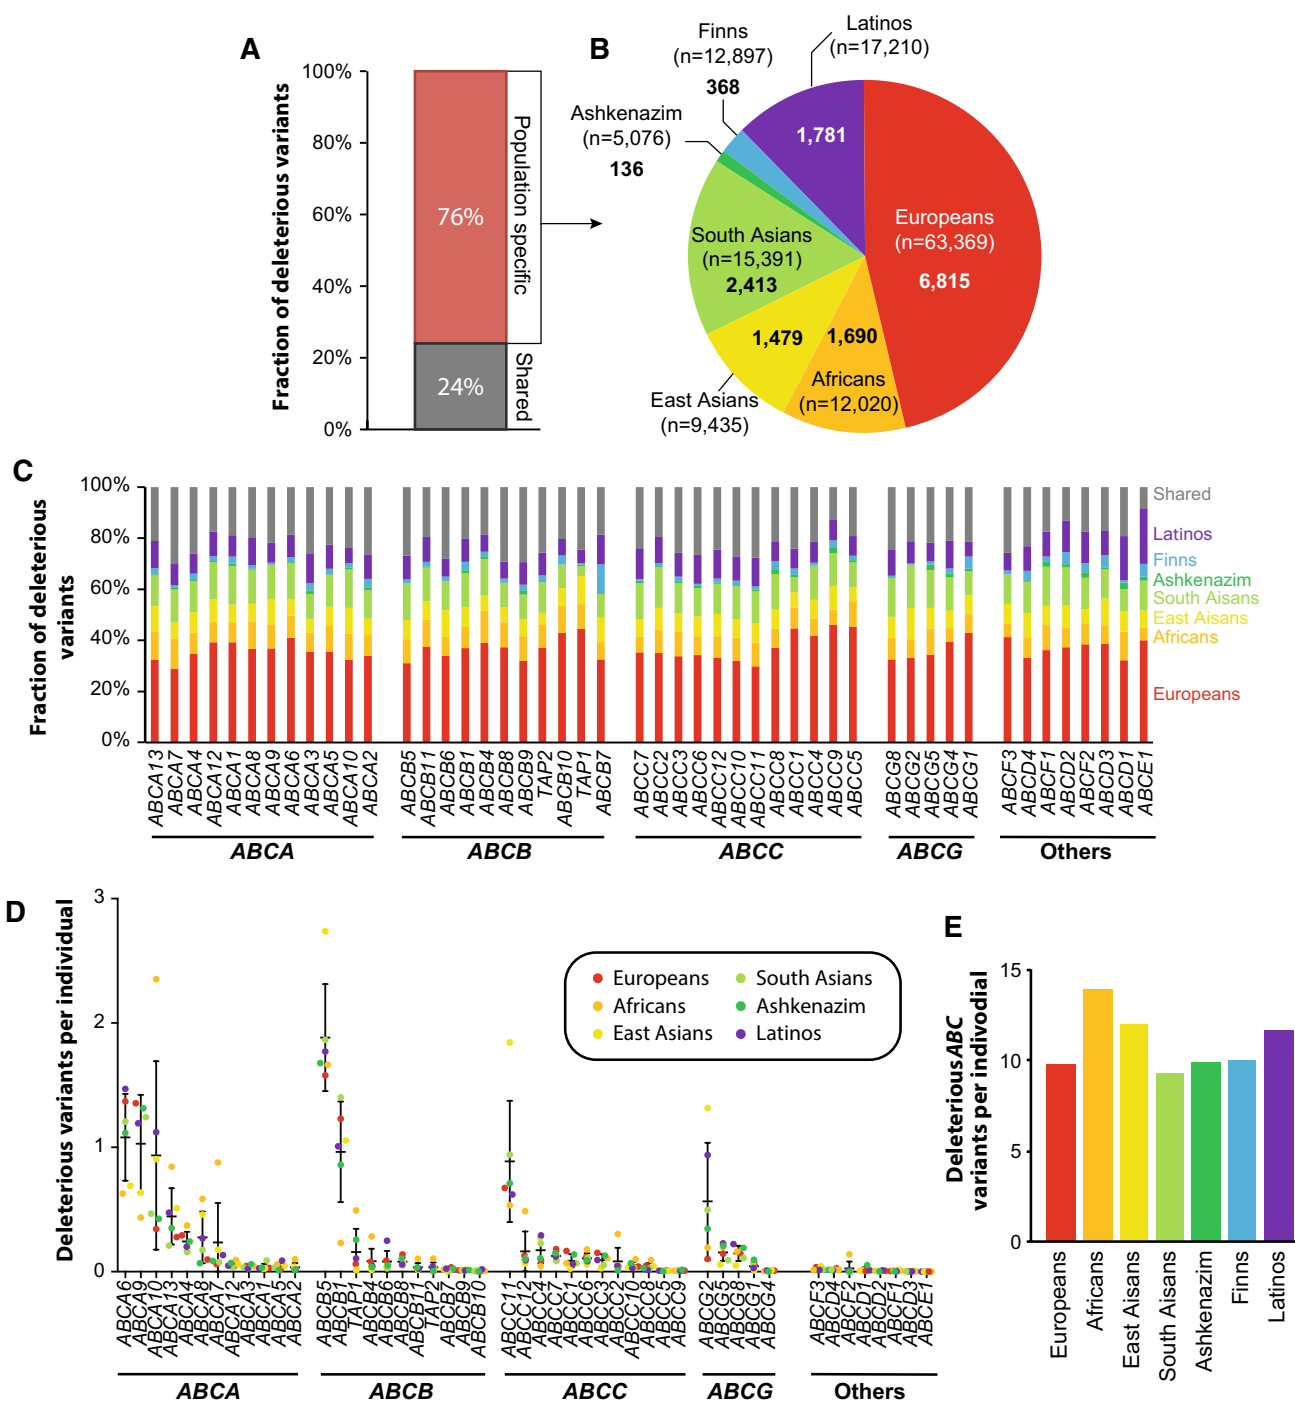 A
Fraction of deleterious variants
100%
80%
60%
40%
20%
0%
76%
24%
Population specific
Shared
B
Finns
(n=12,897)
368
Latinos
(n=17,210)
1,781
Ashkenazim
(n=5,076)
136
Europeans
(n=63,369)
6,815
South Asians
(n=15,391)
2,413
1,479
1,690
East Asians
(n=9,435)
Africans
(n=12,020)
C
Fraction of deleterious
variants
100%
80%
60%
40%
20%
0%
Shared
Latinos
Finns
Ashkenazim
South Aisans
East Aisans
Africans
Europeans
ABCA13
ABCA7
ABCA4
ABCA12
ABCA1
ABCA8
ABCA9
ABCA6
ABCA3
ABCA5
ABCA10
ABCA2
ABCB5
ABCB11
ABCB6
ABCB1
ABCB4
ABCB8
ABCB9
TAP2
ABCB10
TAP1
ABCB7
ABCC7
ABCC2
ABCC3
ABCC6
ABCC12
ABCC10
ABCC11
ABCC8
ABCC1
ABCC4
ABCC9
ABCC5
ABCG8
ABCG2
ABCG5
ABCG4
ABCG1
ABCF3
ABCD4
ABCF1
ABCD2
ABCF2
ABCD3
ABCD1
ABCE1
ABCA
ABCB
ABCC
ABCG
Others
D
Deleterious variants per individual
3
2
1
0
Europeans
Africans
East Asians
South Asians
Ashkenazim
Latinos
ABCA6
ABCA9
ABCA10
ABCA13
ABCA4
ABCA8
ABCA7
ABCA12
ABCA3
ABCA1
ABCA5
ABCA2
ABCB5
ABCB1
TAP1
ABCB4
ABCB6
ABCB8
ABCB11
TAP2
ABCB7
ABCB9
ABCB10
ABCC11
ABCC12
ABCC4
ABCC7
ABCC1
ABCC6
ABCC3
ABCC2
ABCC10
ABCC8
ABCC5
ABCC9
ABCG2
ABCG5
ABCG8
ABCG1
ABCG4
ABCF3
ABCD4
ABCF2
ABCD1
ABCD2
ABCF1
ABCD3
ABCE1
ABCA
ABCB
ABCC
ABCG
Others
E
Deleterious ABC
variants per indivodial
15
10
5
0
Europeans
Africans
East Aisans
South Aisans
Ashkenazim
Finns
Latinos